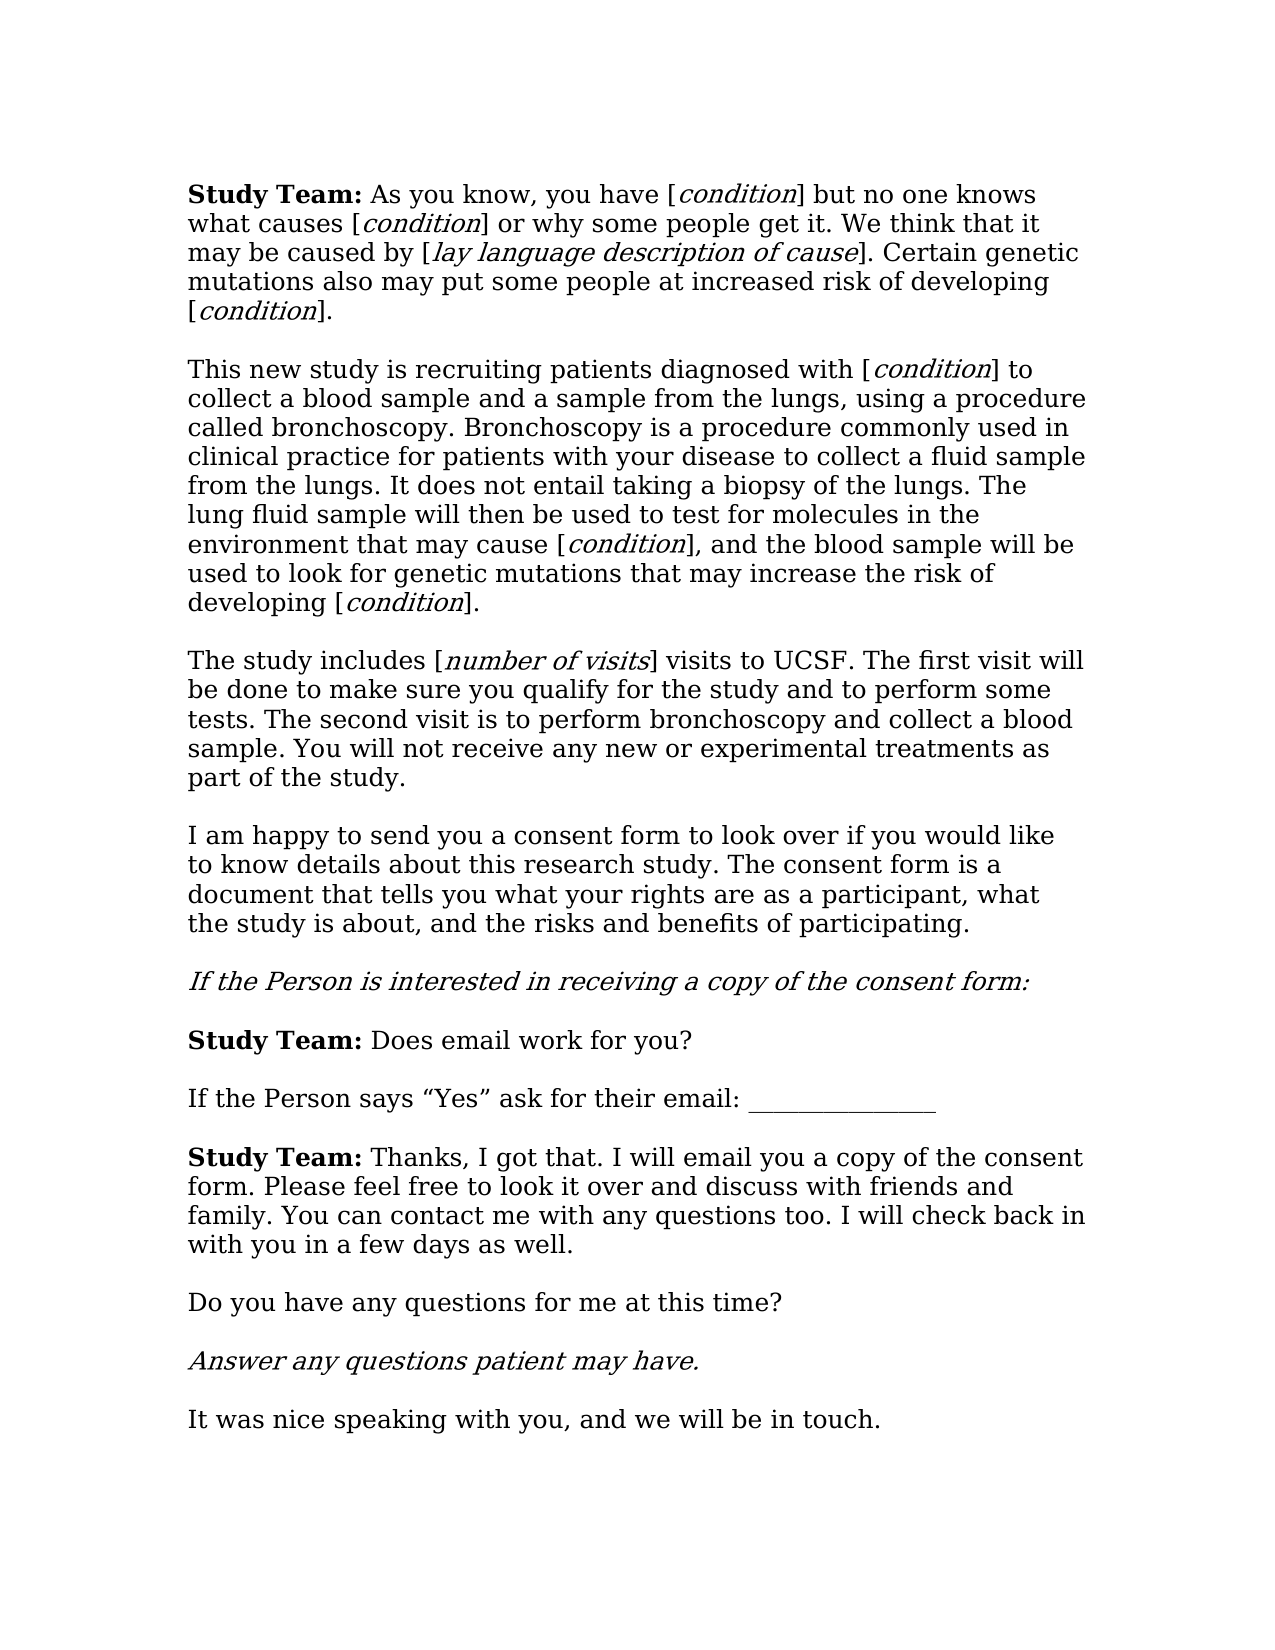 Study Team: As you know, you have [condition] but no one knows
what causes [condition] or why some people get it. We think that it
may be caused by [lay language description of cause]. Certain genetic
mutations also may put some people at increased risk of developing
[condition].
This new study is recruiting patients diagnosed with [condition] to
collect a blood sample and a sample from the lungs, using a procedure
called bronchoscopy. Bronchoscopy is a procedure commonly used in
clinical practice for patients with your disease to collect a fluid sample
from the lungs. It does not entail taking a biopsy of the lungs. The
lung fluid sample will then be used to test for molecules in the
environment that may cause [condition], and the blood sample will be
used to look for genetic mutations that may increase the risk of
developing [condition].
The study includes [number of visits] visits to UCSF. The first visit will
be done to make sure you qualify for the study and to perform some
tests. The second visit is to perform bronchoscopy and collect a blood
sample. You will not receive any new or experimental treatments as
part of the study.
I am happy to send you a consent form to look over if you would like
to know details about this research study. The consent form is a
document that tells you what your rights are as a participant, what
the study is about, and the risks and benefits of participating.
If the Person is interested in receiving a copy of the consent form:
Study Team: Does email work for you?
If the Person says “Yes” ask for their email: _______________
Study Team: Thanks, I got that. I will email you a copy of the consent
form. Please feel free to look it over and discuss with friends and
family. You can contact me with any questions too. I will check back in
with you in a few days as well.
Do you have any questions for me at this time?
Answer any questions patient may have.
It was nice speaking with you, and we will be in touch.